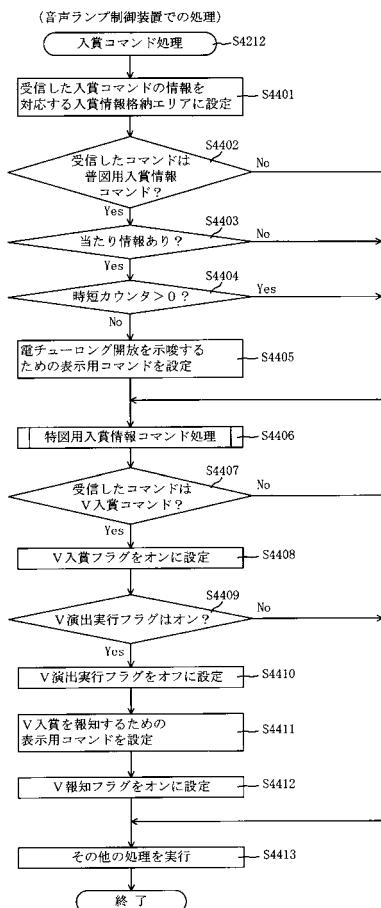 (音声ランプ制御装置での処理)
入賞コマンド処理
S4212
受信した入賞コマンドの情報を
対応する入賞情報格納エリアに設定
S4401
S4402
受信したコマンドは
普図用入賞情報
コマンド?
No
Yes
S4403
当たり情報あり?
No
Yes
S4404
時短カウンタ>0?
Yes
No
電チューロング開放を示唆する
ための表示用コマンドを設定
S4405
特図用入賞情報コマンド処理
S4406
S4407
受信したコマンドは
V入賞コマンド?
No
Yes
V入賞フラグをオンに設定
S4408
S4409
V演出実行フラグはオン?
No
Yes
V演出実行フラグをオフに設定
S4410
V入賞を報知するための
表示用コマンドを設定
S4411
V報知フラグをオンに設定
S4412
その他の処理を実行
S4413
終了